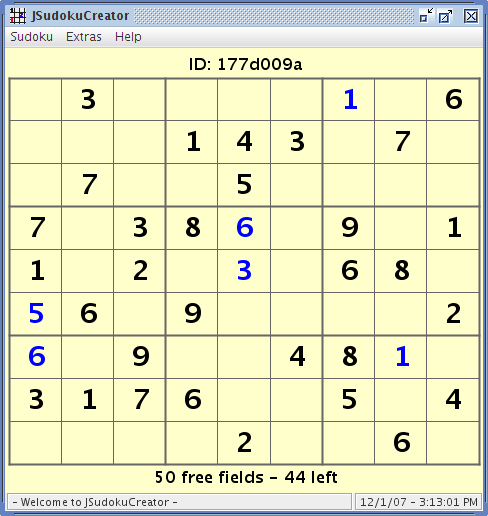 JSudokuCreator
Sudoku Extras Help
ID: 177d009a
3 1 6
1 4 3 7
7 5
7 3 8 6 9 1
1 2 3 6 8
5 6 9 2
6 9 4 8 1
3 1 7 6 5 4
2 6
50 free fields - 44 left
- Welcome to JSudokuCreator -
12/1/07 - 3:13:01 PM